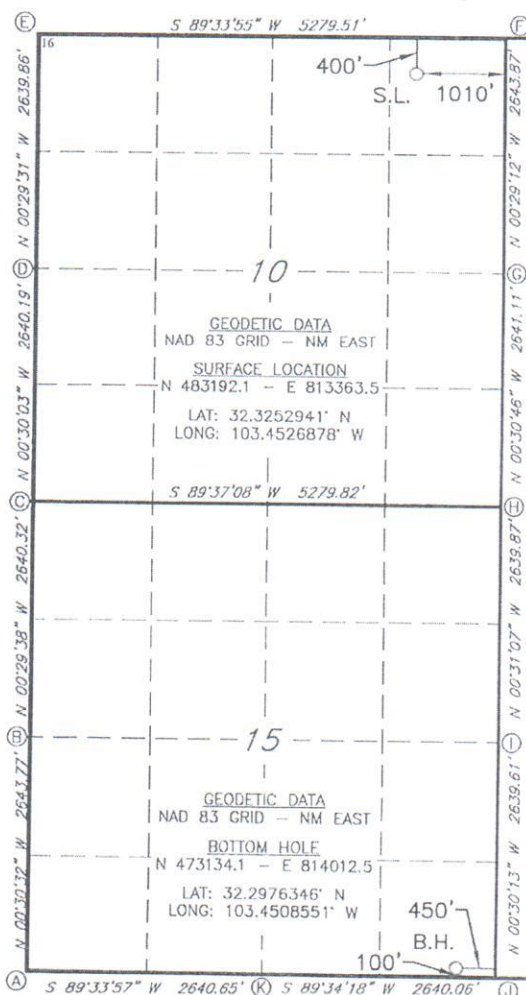 E
S 89°33'55" W 5279.51'
F
16
400'
S.L. 1010'
N 00°29'31" W 2639.86'
N 00°29'12" W 2643.87'
D
10
G
GEODETIC DATA
NAD 83 GRID – NM EAST
SURFACE LOCATION
N 483192.1 – E 813363.5
LAT: 32.3252941° N
LONG: 103.4526878° W
N 00°30'03" W 2640.19'
N 00°30'46" W 2641.11'
C
S 89°37'08" W 5279.82'
H
N 00°29'38" W 2640.32'
N 00°31'07" W 2639.87'
B
15
I
GEODETIC DATA
NAD 83 GRID – NM EAST
BOTTOM HOLE
N 473134.1 – E 814012.5
LAT: 32.2976346° N
LONG: 103.4508551° W
N 00°30'32" W 2643.77'
N 00°30'13" W 2639.61'
450'
B.H.
100'
A
S 89°33'57" W 2640.65'
K
S 89°34'18" W 2640.06'
J